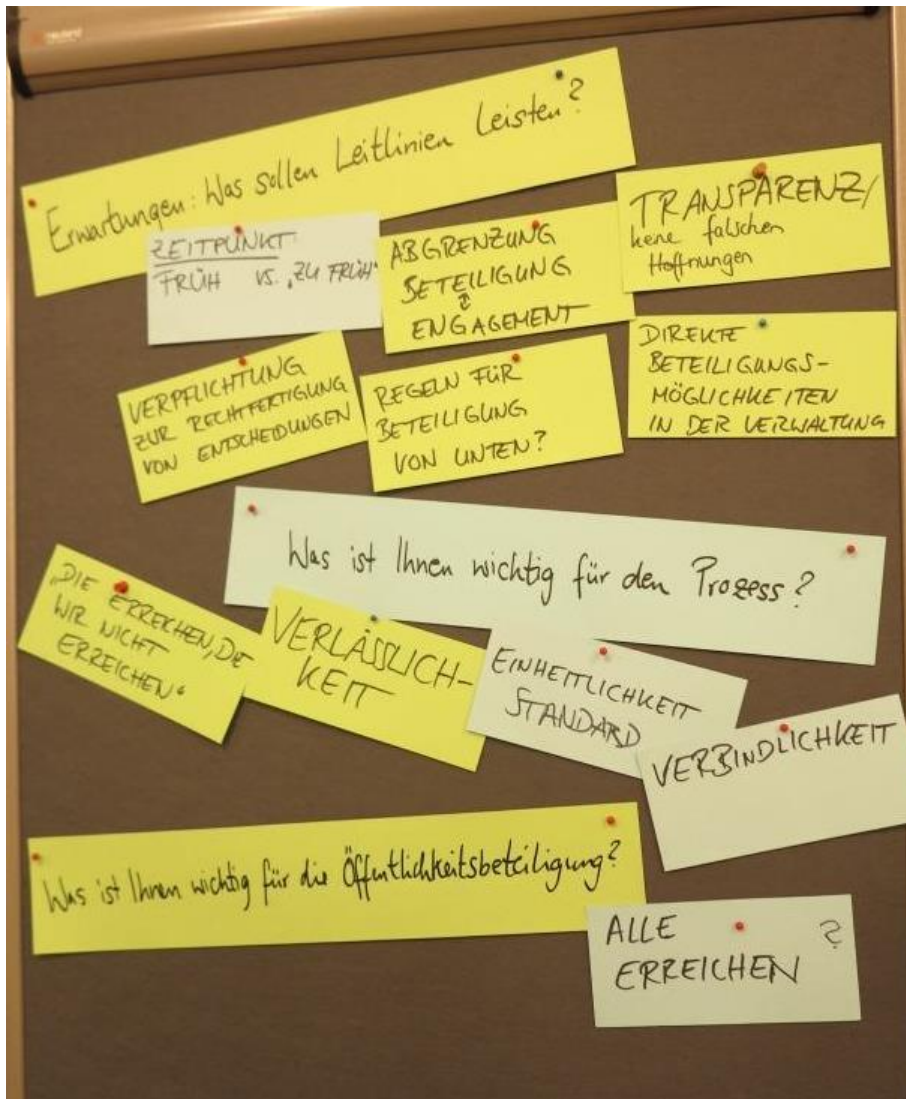 neuland
Erwartungen: Was sollen Leitlinien leisten?
ZEITPUNKT:
FRÜH VS. „ZU FRÜH“
ABGRENZUNG
BETEILIGUNG
↕
ENGAGEMENT
TRANSPARENZ/
keine falschen
Hoffnungen
VERPFLICHTUNG
ZUR RECHTFERTIGUNG
VON ENTSCHEIDUNGEN
REGELN FÜR
BETEILIGUNG
VON UNTEN?
DIREKTE
BETEILIGUNGS-
MÖGLICHKEITEN
IN DER VERWALTUNG
Was ist Ihnen wichtig für den Prozess?
„DIE ERREICHEN, DIE
WIR NICHT
ERREICHEN“
VERLÄSSLICH-
KEIT
EINHEITLICHKEIT
STANDARD
VERBINDLICHKEIT
Was ist Ihnen wichtig für die Öffentlichkeitsbeteiligung?
ALLE ?
ERREICHEN